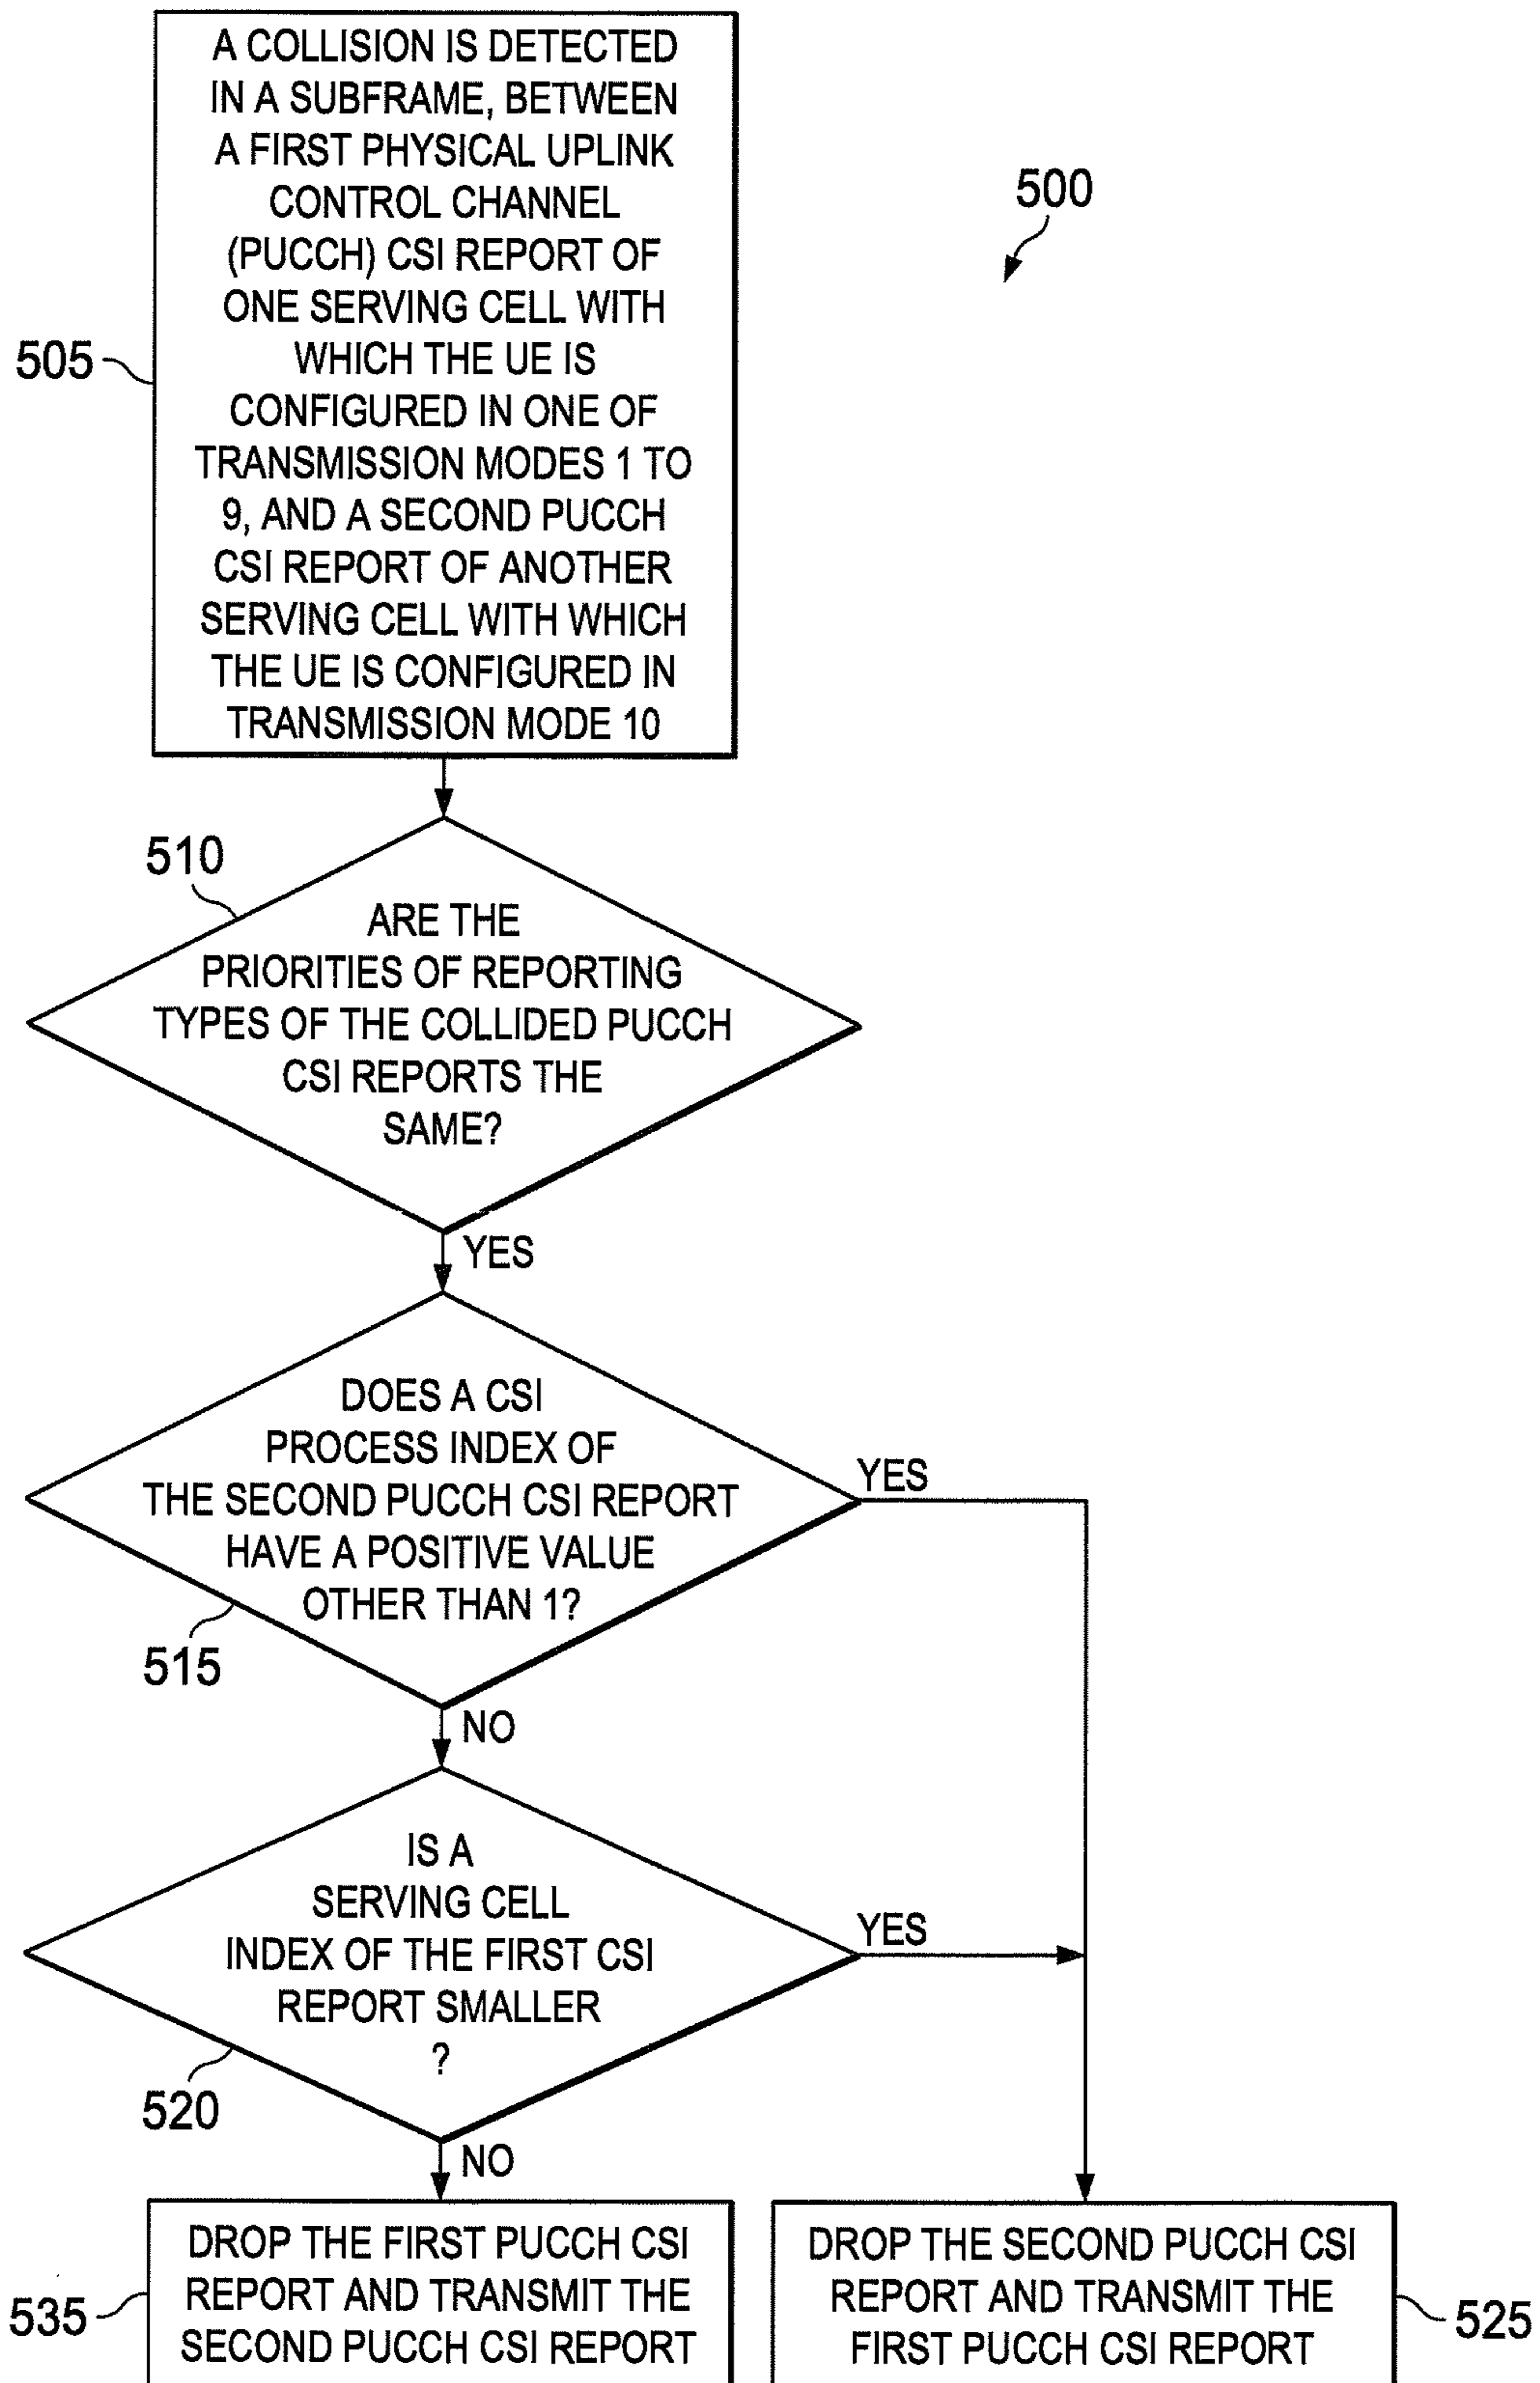 A COLLISION IS DETECTED
IN A SUBFRAME, BETWEEN
A FIRST PHYSICAL UPLINK
CONTROL CHANNEL
(PUCCH) CSI REPORT OF
ONE SERVING CELL WITH
WHICH THE UE IS
CONFIGURED IN ONE OF
TRANSMISSION MODES 1 TO
9, AND A SECOND PUCCH
CSI REPORT OF ANOTHER
SERVING CELL WITH WHICH
THE UE IS CONFIGURED IN
TRANSMISSION MODE 10
500
505
510
ARE THE
PRIORITIES OF REPORTING
TYPES OF THE COLLIDED PUCCH
CSI REPORTS THE
SAME?
YES
DOES A CSI
PROCESS INDEX OF
THE SECOND PUCCH CSI REPORT
HAVE A POSITIVE VALUE
OTHER THAN 1?
YES
515
NO
IS A
SERVING CELL
INDEX OF THE FIRST CSI
REPORT SMALLER
?
YES
520
NO
DROP THE FIRST PUCCH CSI
REPORT AND TRANSMIT THE
SECOND PUCCH CSI REPORT
535
DROP THE SECOND PUCCH CSI
REPORT AND TRANSMIT THE
FIRST PUCCH CSI REPORT
525